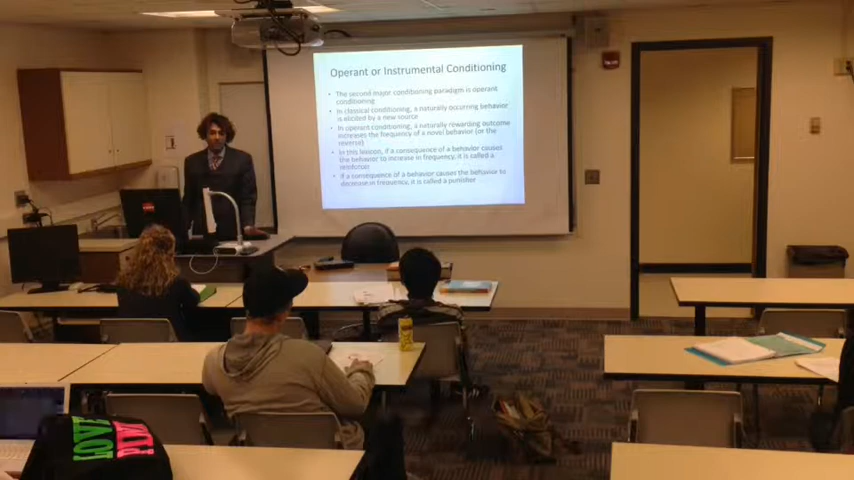 Operant or Instrumental Conditioning
• The second major conditioning paradigm is operant
conditioning
• In classical conditioning, a naturally occurring behavior
is elicited by a new source
• In operant conditioning, a naturally rewarding outcome
increases the frequency of a novel behavior (or the
reverse)
• In this lexicon, if a consequence of a behavior causes
the behavior to increase in frequency, it is called a
reinforcer
• If a consequence of a behavior causes the behavior to
decrease in frequency, it is called a punisher